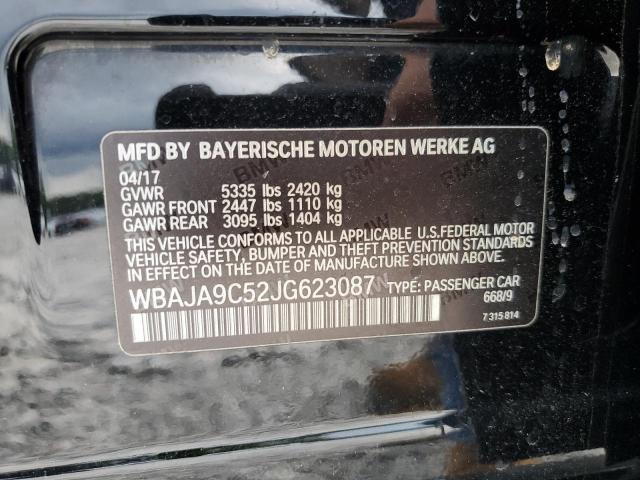 MFD BY BAYERISCHE MOTOREN WERKE AG
04/17
GVWR 5335 lbs 2420 kg
GAWR FRONT 2447 lbs 1110 kg
GAWR REAR 3095 lbs 1404 kg
THIS VEHICLE CONFORMS TO ALL APPLICABLE U.S.FEDERAL MOTOR
VEHICLE SAFETY, BUMPER AND THEFT PREVENTION STANDARDS
IN EFFECT ON THE DATE OF MANUFACTURE SHOWN ABOVE.
WBAJA9C52JG623087 TYPE: PASSENGER CAR
668/9
7 315 814